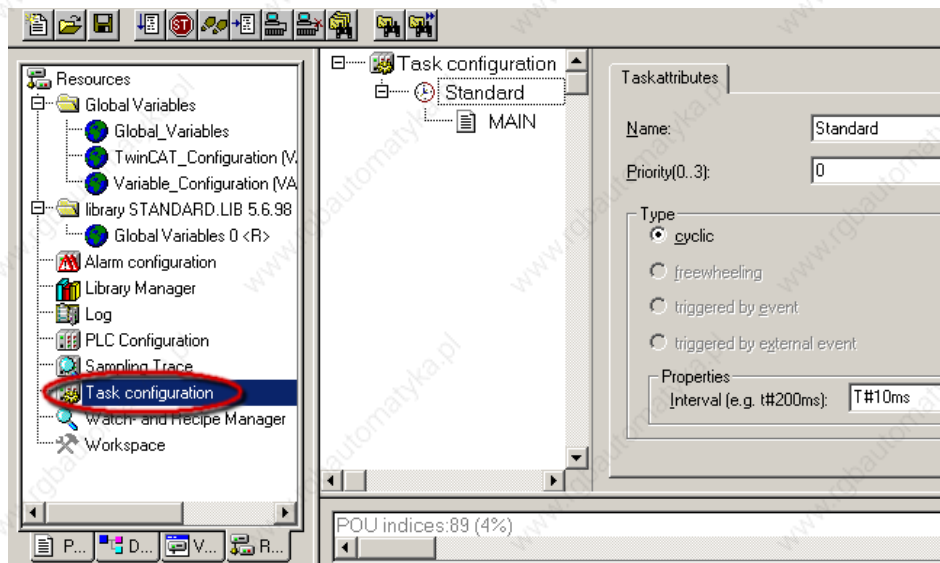 Resources
Global Variables
Global_Variables
TwinCAT_Configuration (V.
Variable_Configuration (VA
library STANDARD.LIB 5.6.98
Global Variables 0 <R>
Alarm configuration
Library Manager
Log
PLC Configuration
Sampling Trace
Task configuration
Watch- and Recipe Manager
Workspace
P...
D...
V...
R...
Task configuration
Standard
MAIN
Taskattributes
Name: Standard
Priority(0..3): 0
Type
cyclic
freewheeling
triggered by event
triggered by external event
Properties
Interval (e.g. t#200ms): T#10ms
POU indices:89 (4%)
www.rgbautomatyka.pl